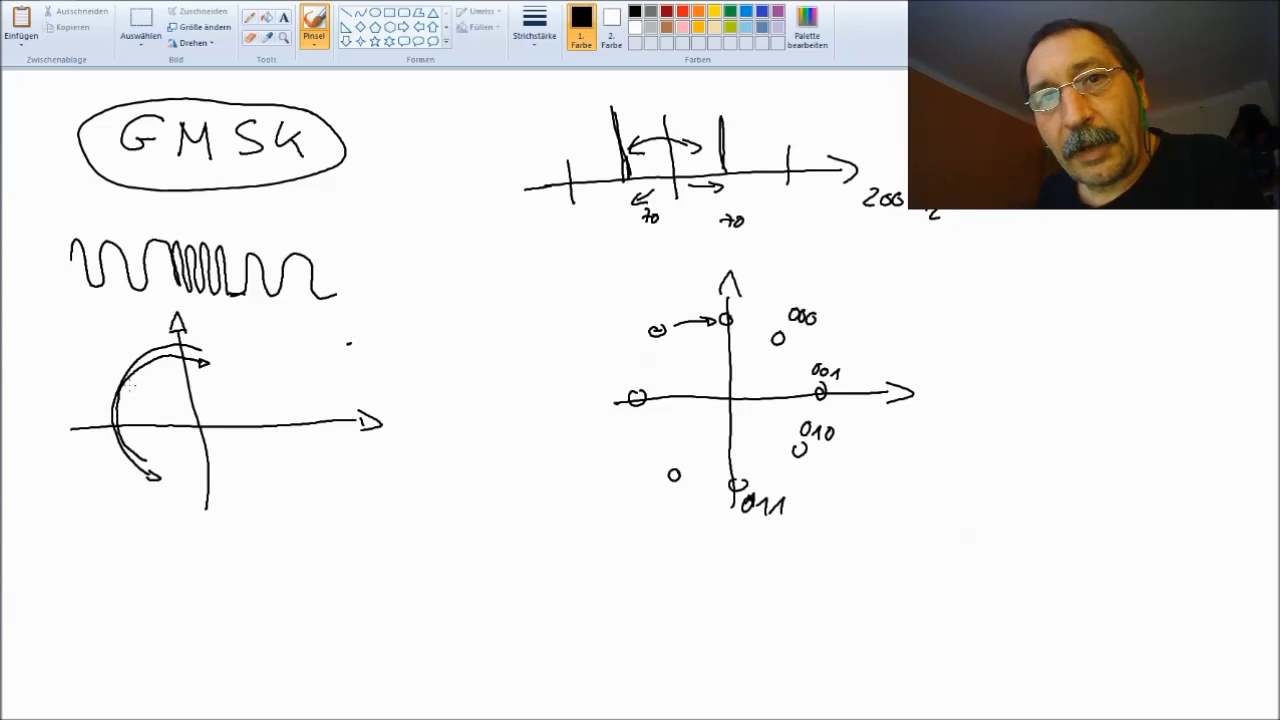 Einfügen
Ausschneiden
Kopieren
Zwischenablage
Auswählen
Zuschneiden
Größe ändern
Drehen
Bild
A
Tools
Pinsel
Umriss
Füllen
Formen
Strichstärke
1.
Farbe
2.
Farbe
Palette
bearbeiten
Farben
GMSK
70
70
200
000
001
010
011